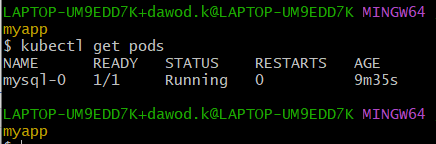 LAPTOP-UM9EDD7K+dawod.k@LAPTOP-UM9EDD7K MINGW64
myapp
$ kubectl get pods
NAME READY STATUS RESTARTS AGE
mysql-0 1/1 Running 0 9m35s
LAPTOP-UM9EDD7K+dawod.k@LAPTOP-UM9EDD7K MINGW64
myapp
$